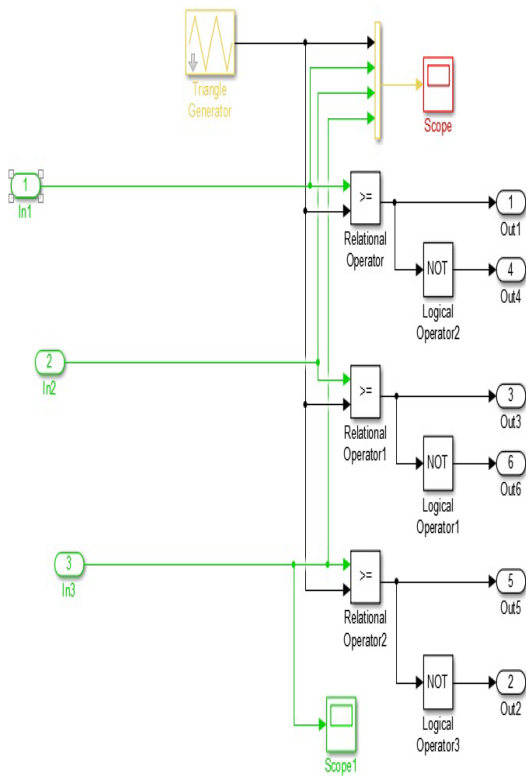 Triangle
Generator
Scope
1
In1
>=
Relational
Operator
1
Out1
NOT
Logical
Operator2
4
Out4
2
In2
>=
Relational
Operator1
3
Out3
NOT
Logical
Operator1
6
Out6
3
In3
>=
Relational
Operator2
5
Out5
NOT
Logical
Operator3
2
Out2
Scope1